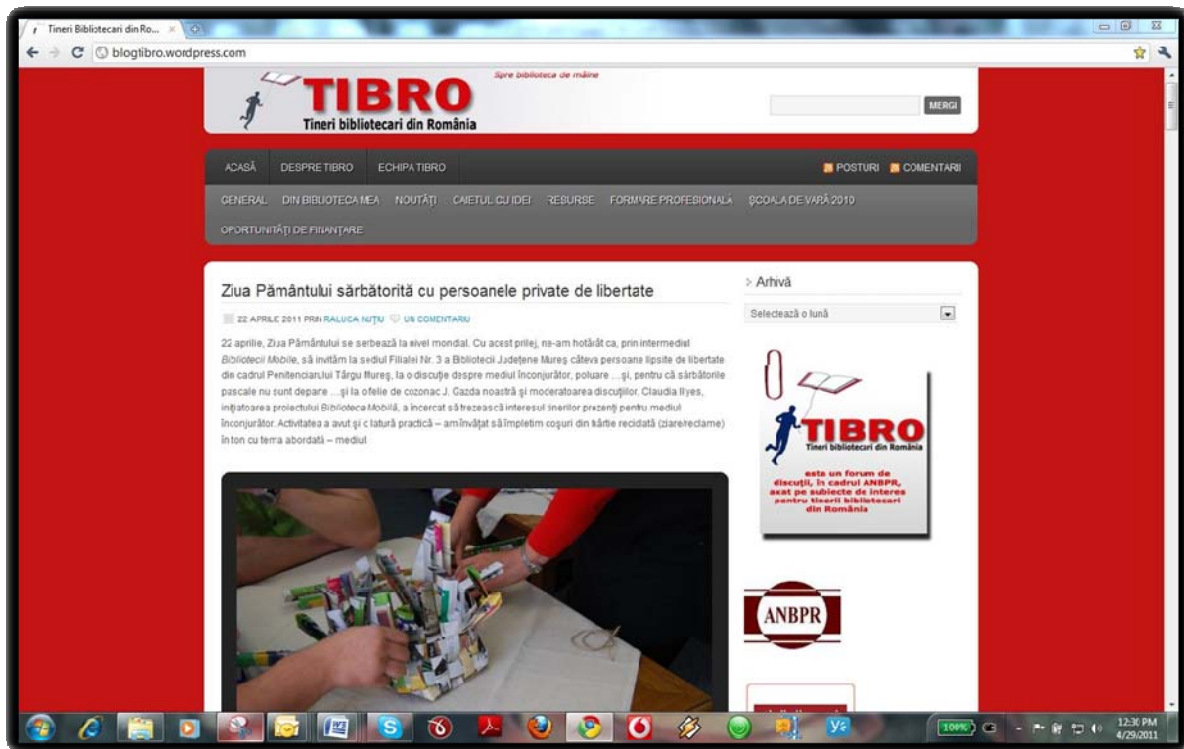 Tineri Bibliotecari din Ro...
blogtibro.wordpress.com
Spre biblioteca de mâine
TIBRO
Tineri bibliotecari din România
MERGI
ACASĂ DESPRE TIBRO ECHIPA TIBRO POSTURI COMENTARII
GENERAL DIN BIBLIOTECA MEA NOUTĂȚI CAIETUL CU IDEI RESURSE FORMARE PROFESIONALĂ ȘCOALA DE VARĂ 2010
OPORTUNITĂȚI DE FINANȚARE
Ziua Pământului sărbătorită cu persoanele private de libertate
22 APRILE 2011 PRIN RALUCA NUȚIU UN COMENTARIU
22 aprilie, Ziua Pământului se serbează la nivel mondial. Cu acest prilej, ne-am hotăât ca, prin intermediul
Bibliotecii Mobile, să invităm la sediul Filialei Nr. 3 a Bibliotecii Județene Mureș câteva persoane lipsite de libertate
din cadrul Penitenciarului Târgu Mureș, la o discuție despre mediul înconjurător, poluare ....și, pentru că sărbătorile
pascale nu sunt depare ....și la o felie de cozonac J. Gazda noastră și moderatoarea discuțiilor, Claudia Ilyes,
inițiatoarea proiectului Biblioteca Mobilă, a încercat să trezească interesul tinerilor prezenți pentru mediul
înconjurător. Activitatea a avut și o latură practică – am învățat să împletim coșuri din hârtie reciclată (ziare/reclame)
în ton cu tema abordată – mediul
Arhivă
Selectează o lună
TIBRO
Tineri bibliotecari din România
este un forum de
discuții, în cadrul ANBPR,
axat pe subiecte de interes
pentru tinerii bibliotecari
din România
ANBPR
100%
12:30 PM
4/29/2011